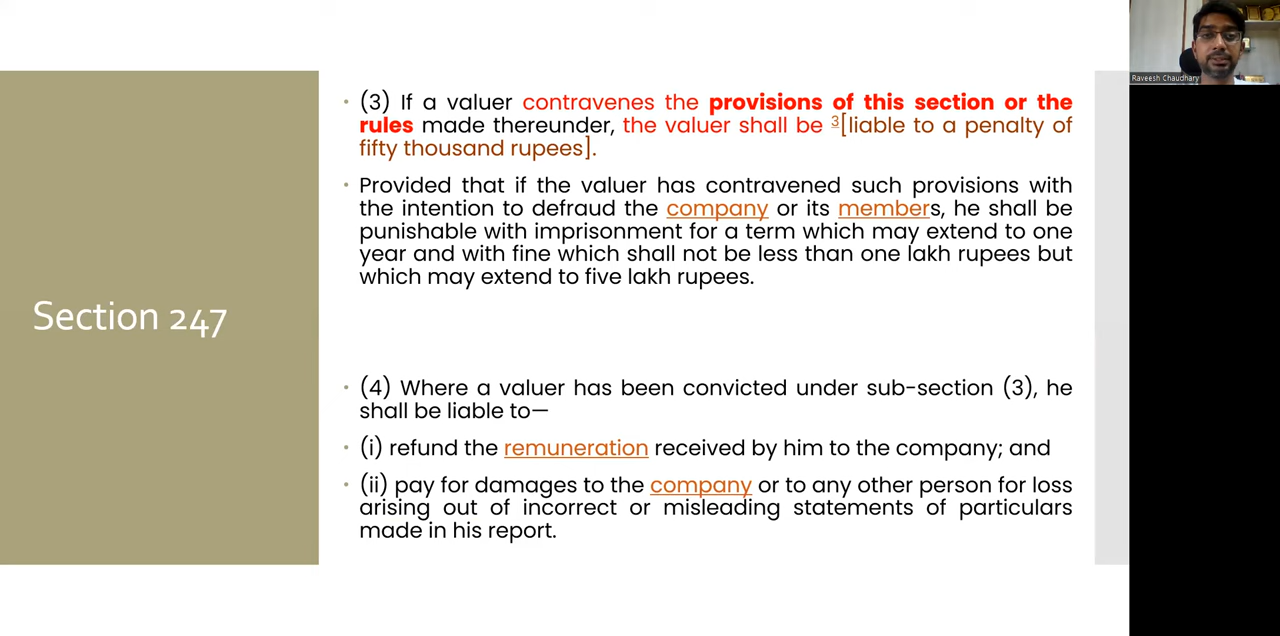 Section 247
• (3) If a valuer contravenes the provisions of this section or the
rules made thereunder, the valuer shall be 3[liable to a penalty of
fifty thousand rupees].
• Provided that if the valuer has contravened such provisions with
the intention to defraud the company or its members, he shall be
punishable with imprisonment for a term which may extend to one
year and with fine which shall not be less than one lakh rupees but
which may extend to five lakh rupees.
• (4) Where a valuer has been convicted under sub-section (3), he
shall be liable to—
• (i) refund the remuneration received by him to the company; and
• (ii) pay for damages to the company or to any other person for loss
arising out of incorrect or misleading statements of particulars
made in his report.
Raveesh Chaudhary